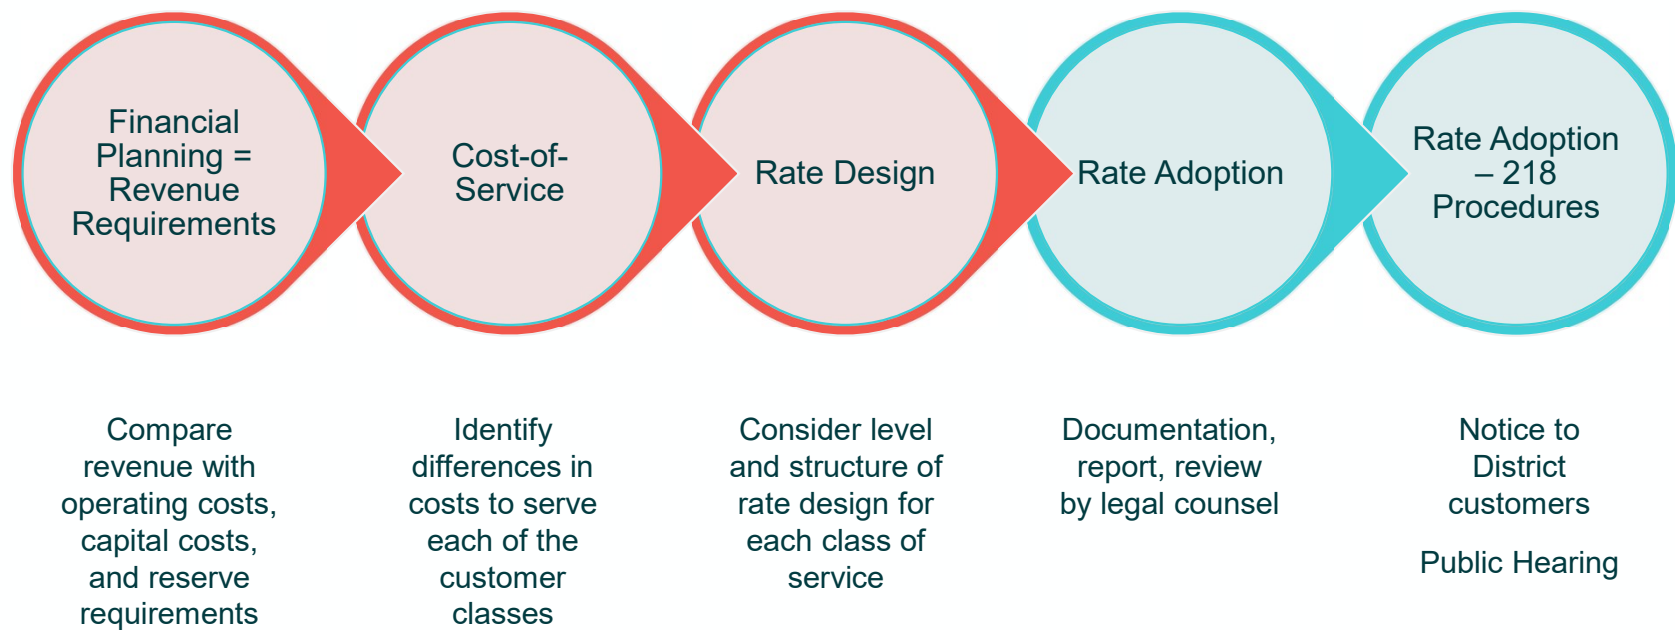 Financial
Planning =
Revenue
Requirements
Cost-of-
Service
Rate Design
Rate Adoption
Rate Adoption
– 218
Procedures
Compare
revenue with
operating costs,
capital costs,
and reserve
requirements
Identify
differences in
costs to serve
each of the
customer
classes
Consider level
and structure of
rate design for
each class of
service
Documentation,
report, review
by legal counsel
Notice to
District
customers
Public Hearing